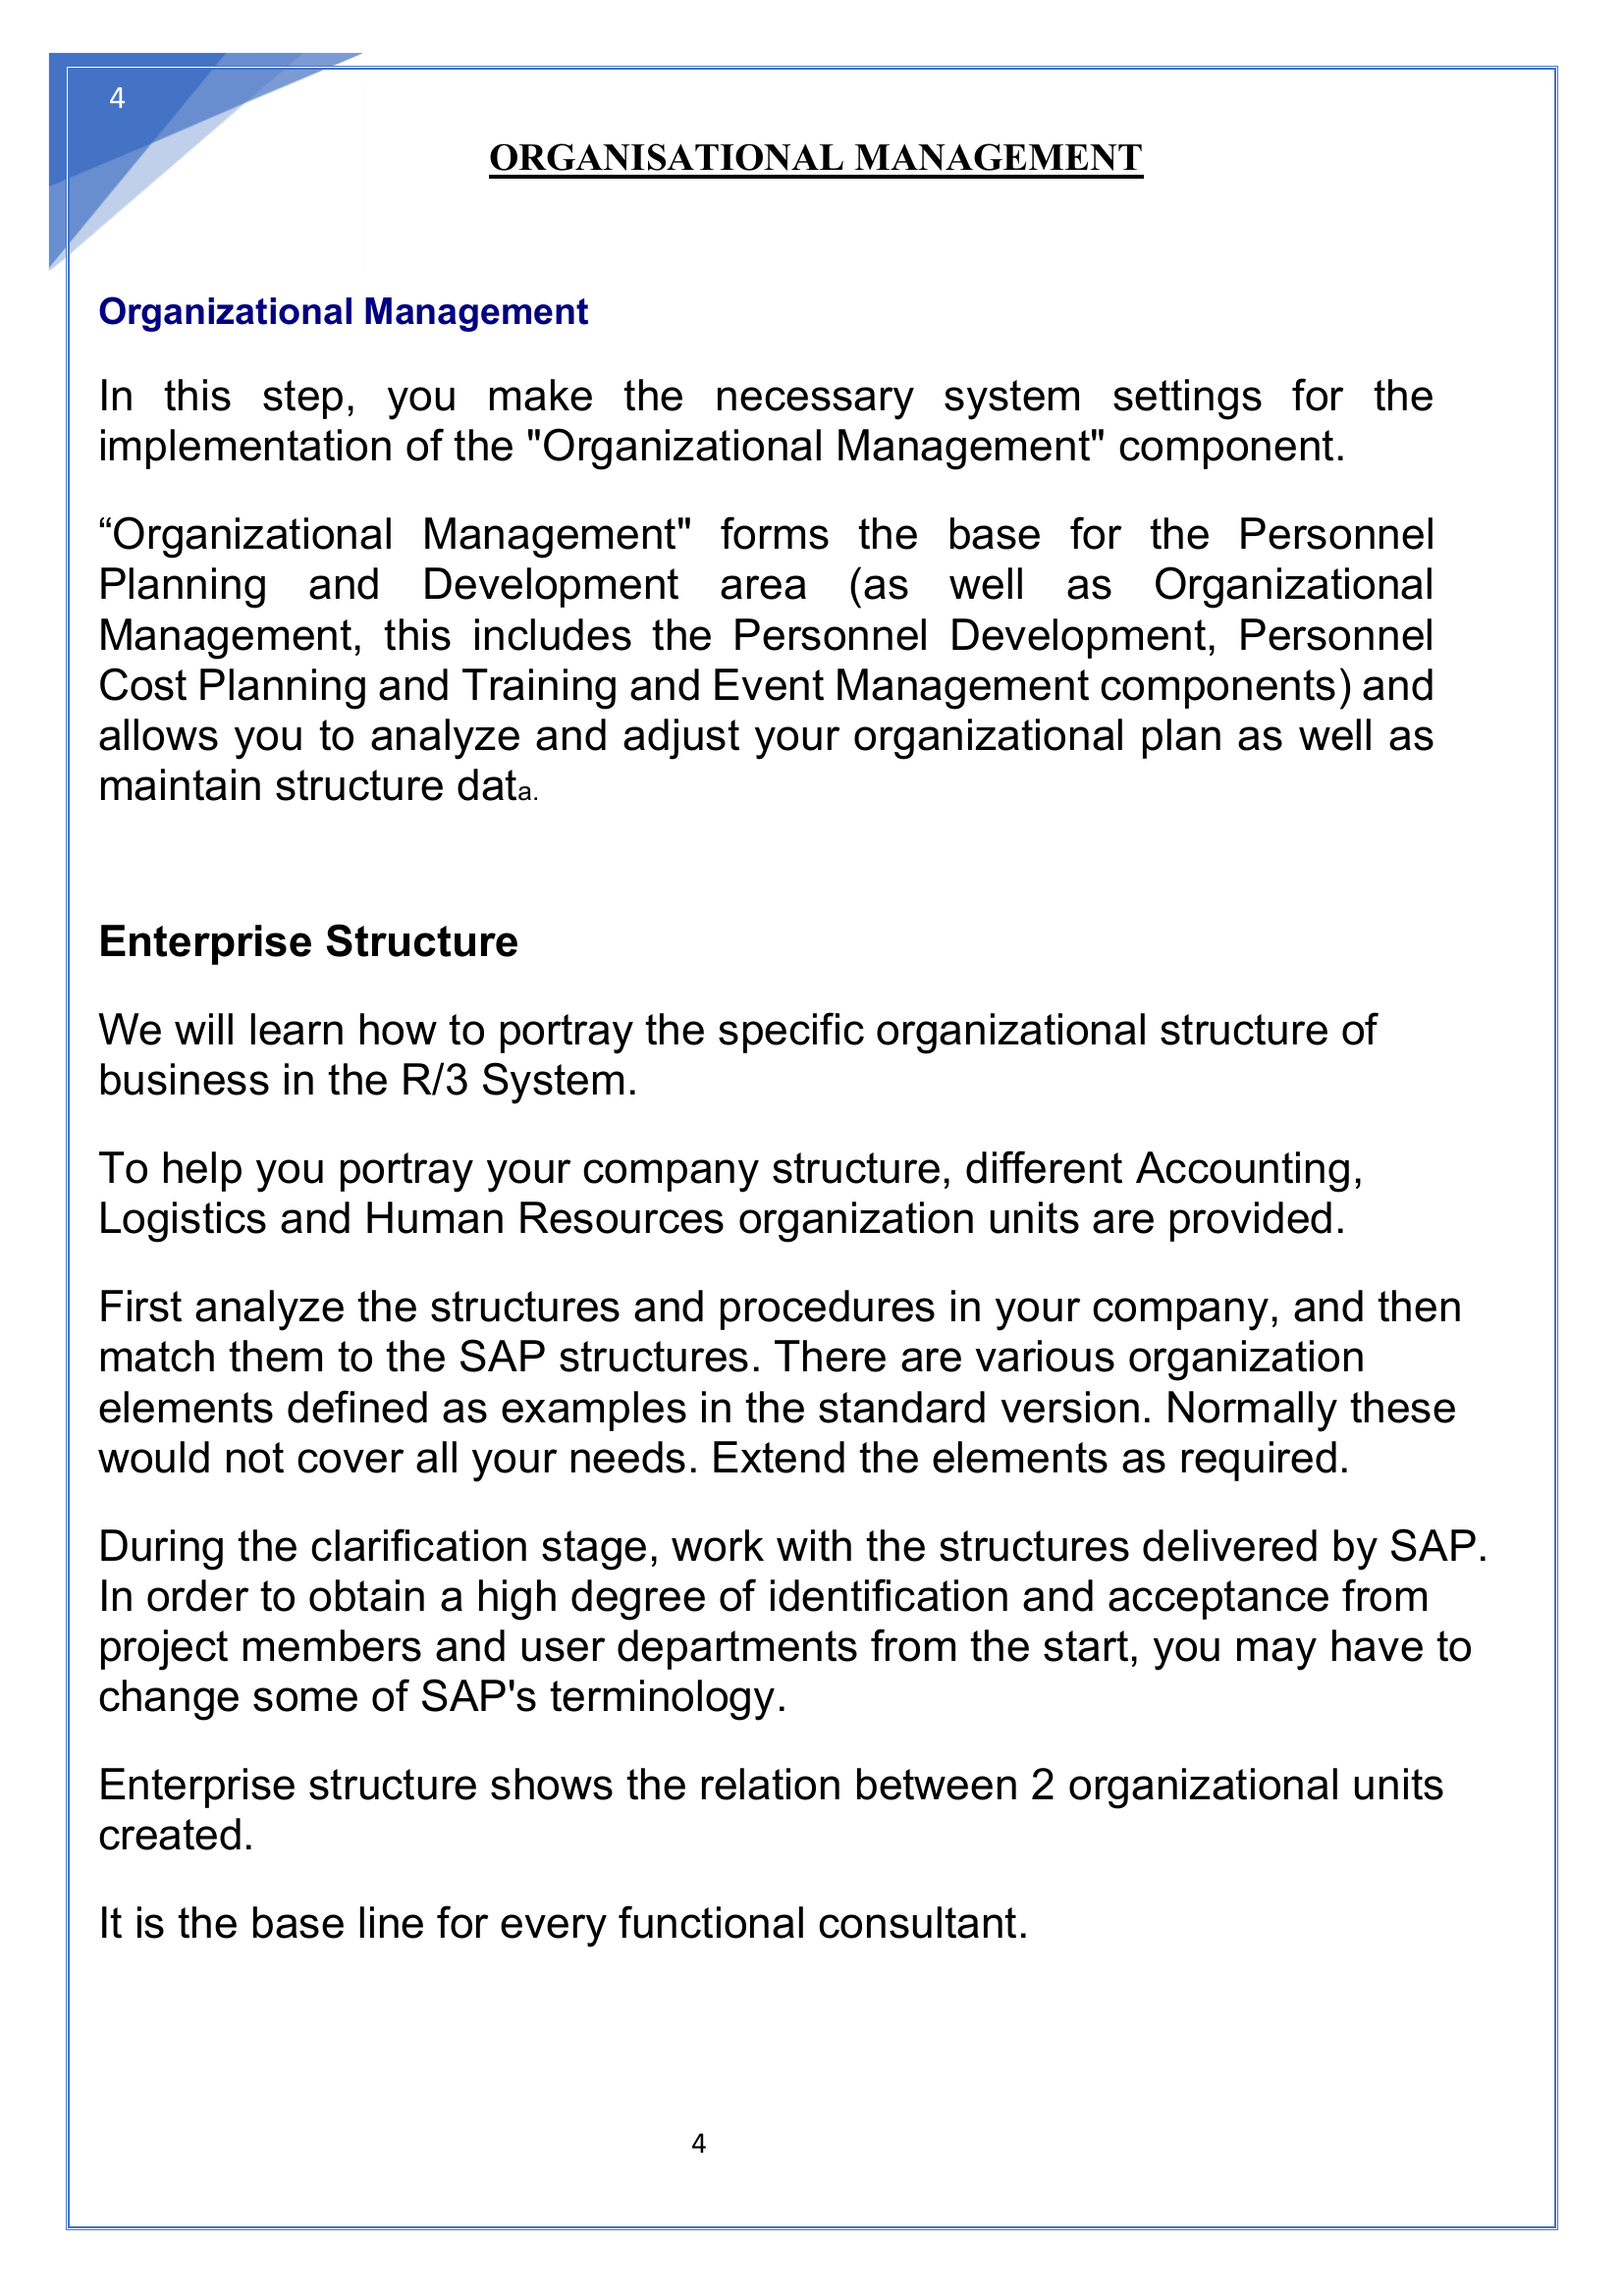 4
ORGANISATIONAL MANAGEMENT
Organizational Management
In this step, you make the necessary system settings for the
implementation of the "Organizational Management" component.
“Organizational Management" forms the base for the Personnel
Planning and Development area (as well as Organizational
Management, this includes the Personnel Development, Personnel
Cost Planning and Training and Event Management components) and
allows you to analyze and adjust your organizational plan as well as
maintain structure data.
Enterprise Structure
We will learn how to portray the specific organizational structure of
business in the R/3 System.
To help you portray your company structure, different Accounting,
Logistics and Human Resources organization units are provided.
First analyze the structures and procedures in your company, and then
match them to the SAP structures. There are various organization
elements defined as examples in the standard version. Normally these
would not cover all your needs. Extend the elements as required.
During the clarification stage, work with the structures delivered by SAP.
In order to obtain a high degree of identification and acceptance from
project members and user departments from the start, you may have to
change some of SAP's terminology.
Enterprise structure shows the relation between 2 organizational units
created.
It is the base line for every functional consultant.
4